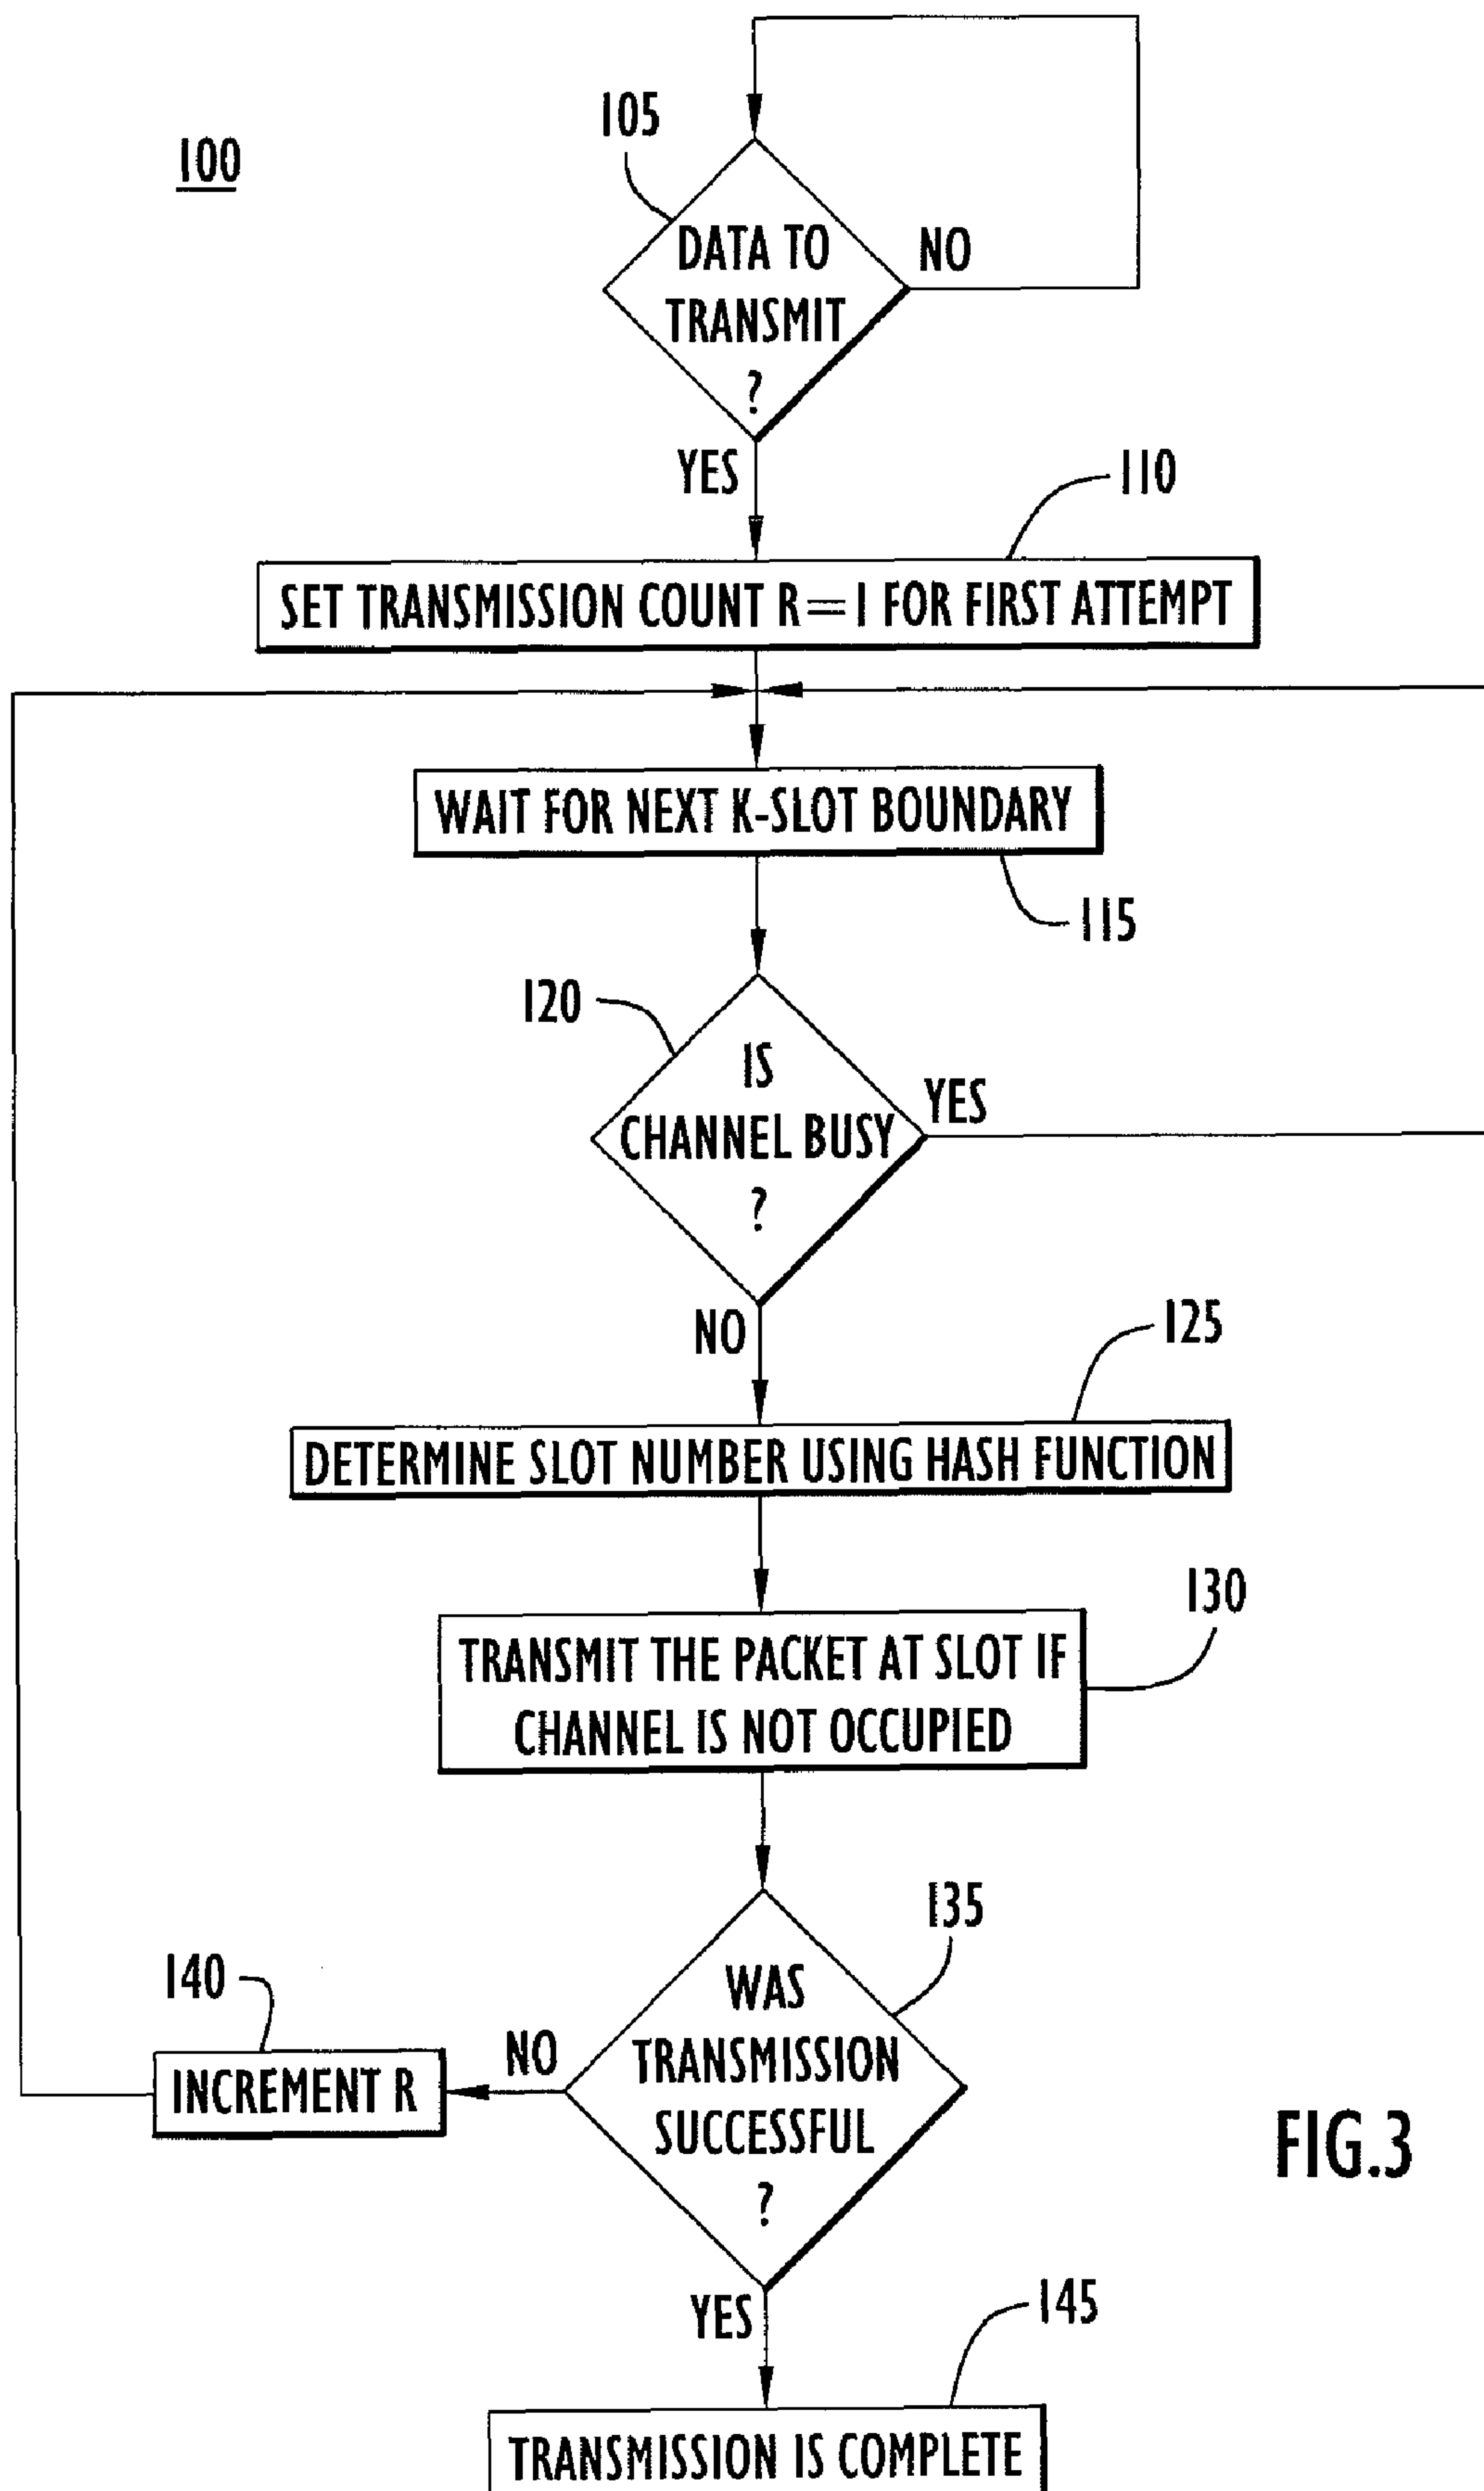 100
105
DATA TO
TRANSMIT
?
NO
YES
110
SET TRANSMISSION COUNT R=1 FOR FIRST ATTEMPT
WAIT FOR NEXT K-SLOT BOUNDARY
115
120
IS
CHANNEL BUSY
?
YES
NO
125
DETERMINE SLOT NUMBER USING HASH FUNCTION
130
TRANSMIT THE PACKET AT SLOT IF
CHANNEL IS NOT OCCUPIED
135
WAS
TRANSMISSION
SUCCESSFUL
?
NO
140
INCREMENT R
YES
145
TRANSMISSION IS COMPLETE
FIG.3